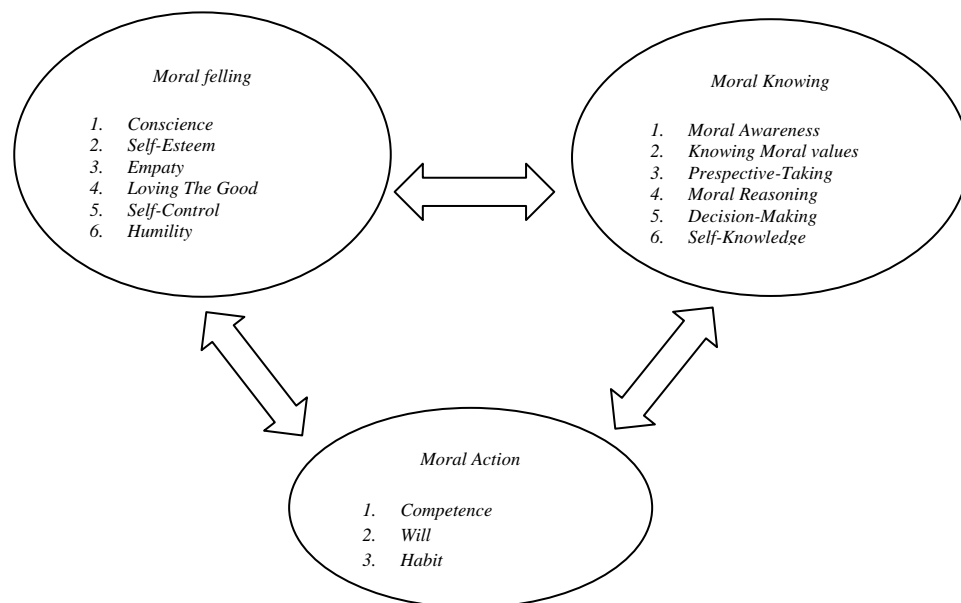 Moral felling
1. Conscience
2. Self-Esteem
3. Empaty
4. Loving The Good
5. Self-Control
6. Humility
Moral Knowing
1. Moral Awareness
2. Knowing Moral values
3. Prespective-Taking
4. Moral Reasoning
5. Decision-Making
6. Self-Knowledge
Moral Action
1. Competence
2. Will
3. Habit